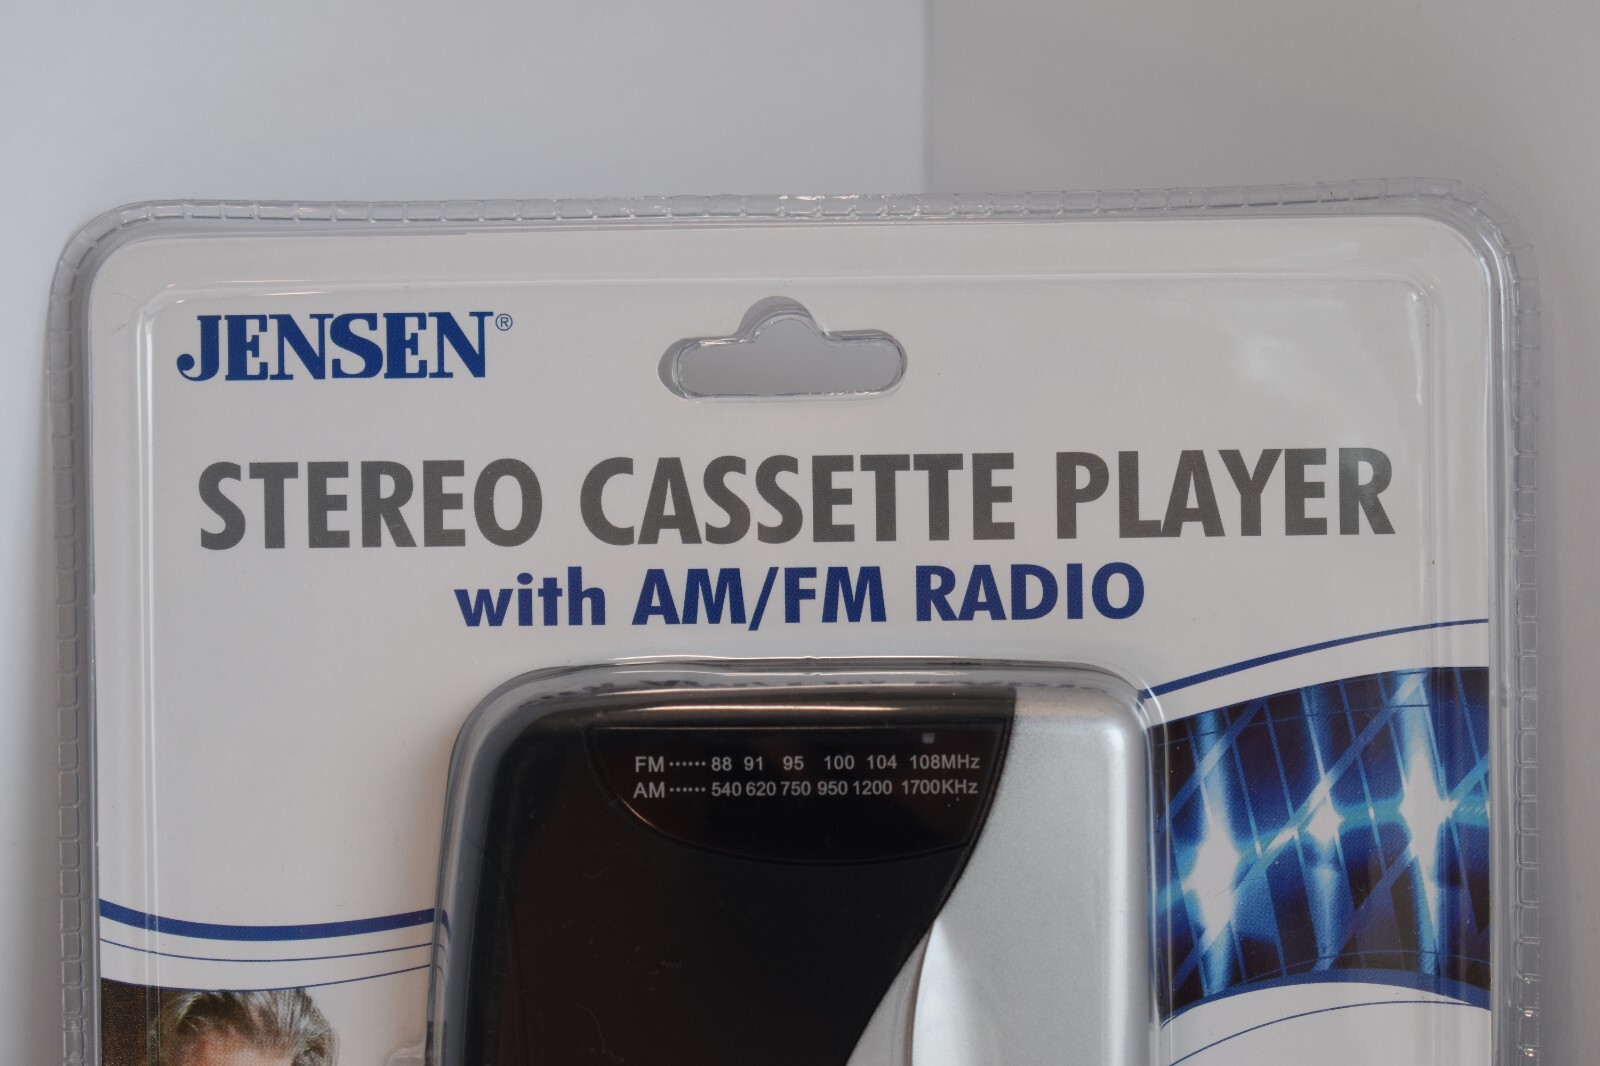 JENSEN®
STEREO CASSETTE PLAYER
with AM/FM RADIO
FM ······ 88 91 95 100 104 108MHz
AM ······ 540 620 750 950 1200 1700KHz